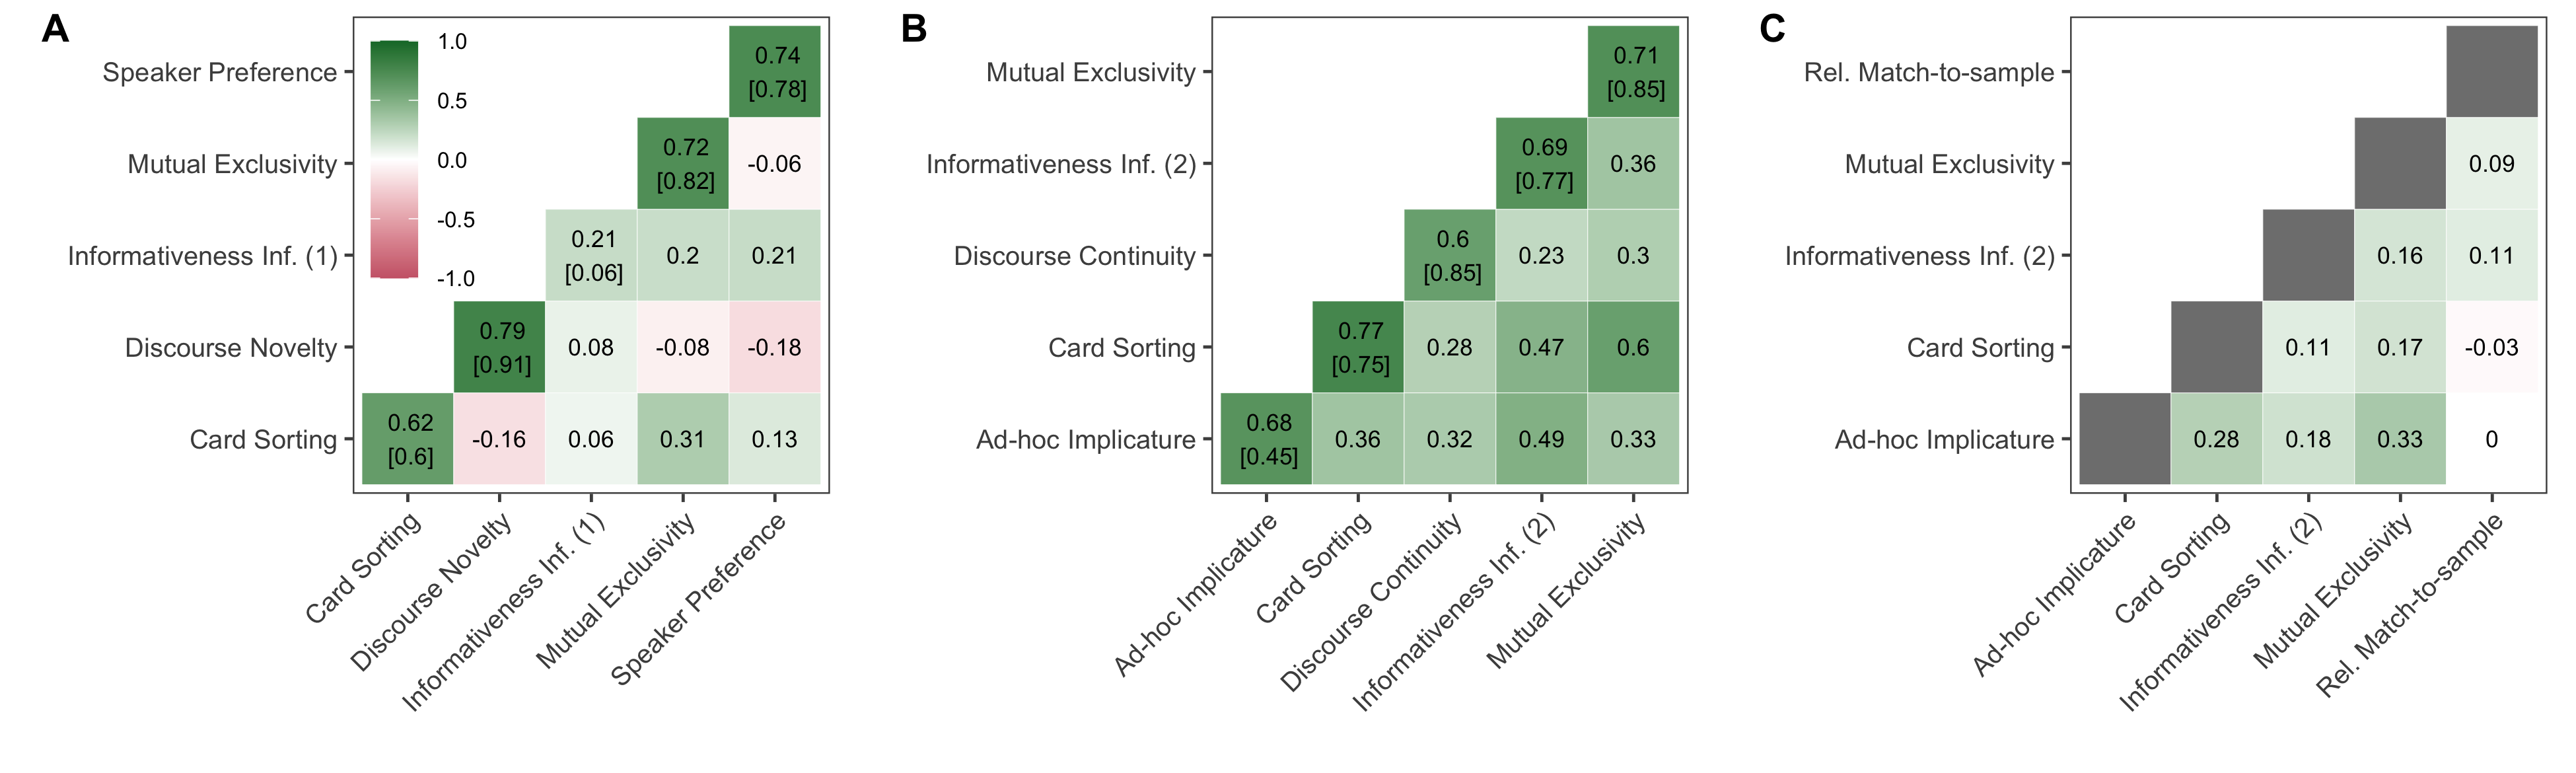 A
1.0
0.5
0.0
-0.5
-1.0
Speaker Preference
0.74
[0.78]
Mutual Exclusivity
0.72
[0.82]
-0.06
Informativeness Inf. (1)
0.21
[0.06]
0.2
0.21
Discourse Novelty
0.79
[0.91]
0.08
-0.08
-0.18
Card Sorting
0.62
[0.6]
-0.16
0.06
0.31
0.13
Card Sorting
Discourse Novelty
Informativeness Inf. (1)
Mutual Exclusivity
Speaker Preference
B
Mutual Exclusivity
0.71
[0.85]
Informativeness Inf. (2)
0.69
[0.77]
0.36
Discourse Continuity
0.6
[0.85]
0.23
0.3
Card Sorting
0.77
[0.75]
0.28
0.47
0.6
Ad-hoc Implicature
0.68
[0.45]
0.36
0.32
0.49
0.33
Ad-hoc Implicature
Card Sorting
Discourse Continuity
Informativeness Inf. (2)
Mutual Exclusivity
C
Rel. Match-to-sample
Mutual Exclusivity
0.09
Informativeness Inf. (2)
0.16
0.11
Card Sorting
0.11
0.17
-0.03
Ad-hoc Implicature
0.28
0.18
0.33
0
Ad-hoc Implicature
Card Sorting
Informativeness Inf. (2)
Mutual Exclusivity
Rel. Match-to-sample